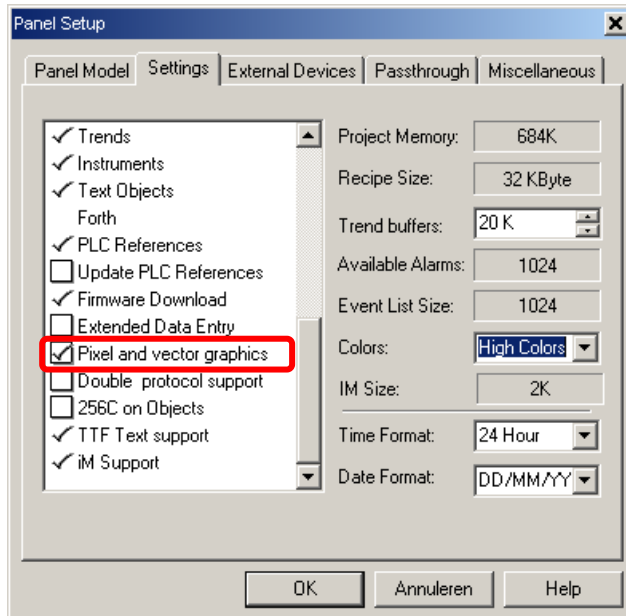 Panel Setup
Panel Model Settings External Devices Passthrough Miscellaneous
Trends
Instruments
Text Objects
Forth
PLC References
Update PLC References
Firmware Download
Extended Data Entry
Pixel and vector graphics
Double protocol support
256C on Objects
TTF Text support
iM Support
Project Memory: 684K
Recipe Size: 32 KByte
Trend buffers: 20 K
Available Alarms: 1024
Event List Size: 1024
Colors: High Colors
IM Size: 2K
Time Format: 24 Hour
Date Format: DD/MM/YY
OK Annuleren Help